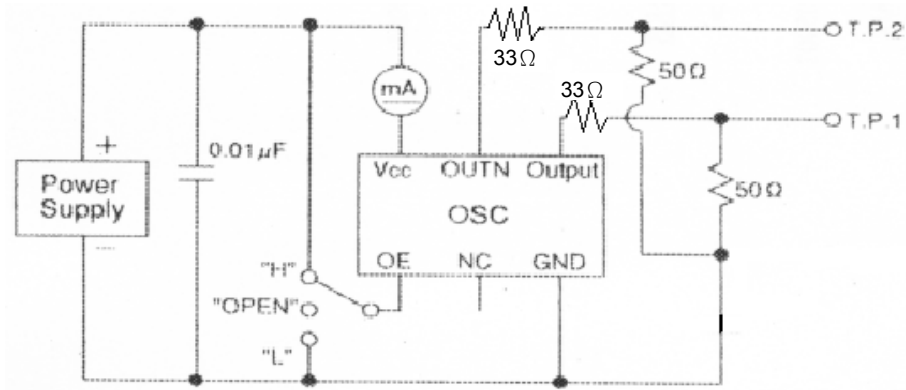 33Ω
T.P.2
50Ω
33Ω
T.P.1
mA
+
0.01µF
Power
Supply
—
Vcc OUTN Output
OSC
OE NC GND
50Ω
"H"
"OPEN"
"L"